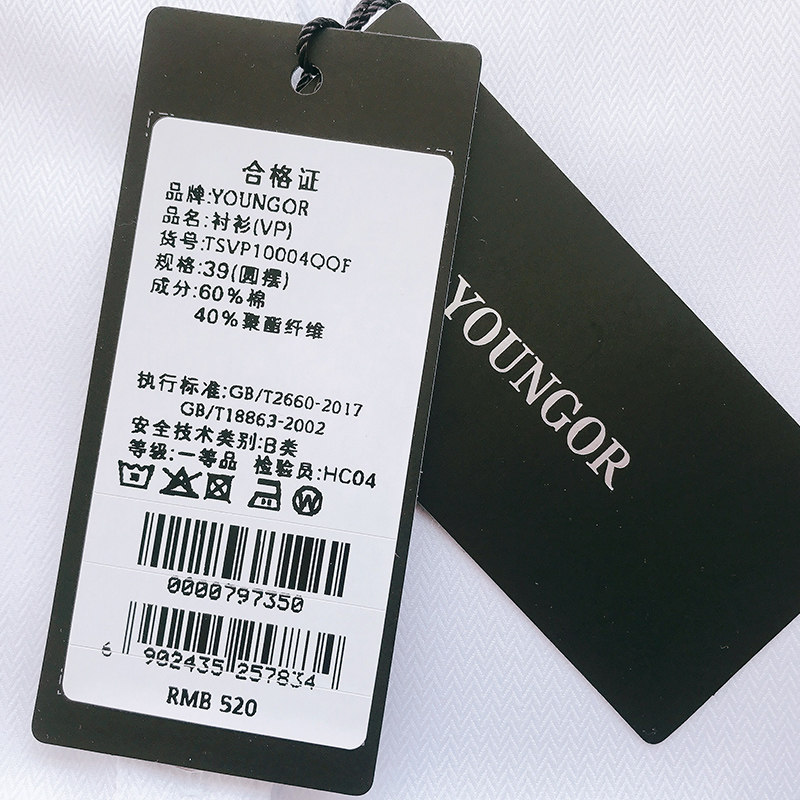 合格证
品牌:YOUNGOR
品名:衬衫(VP)
货号:TSVP10004QQF
规格:39(圆摆)
成分:60%棉
40%聚酯纤维
执行标准:GB/T2660-2017
GB/T18863-2002
安全技术类别:B类
等级:一等品 检验员:HC04
W
0000797350
6 902435 257834
RMB 520
YOUNGOR